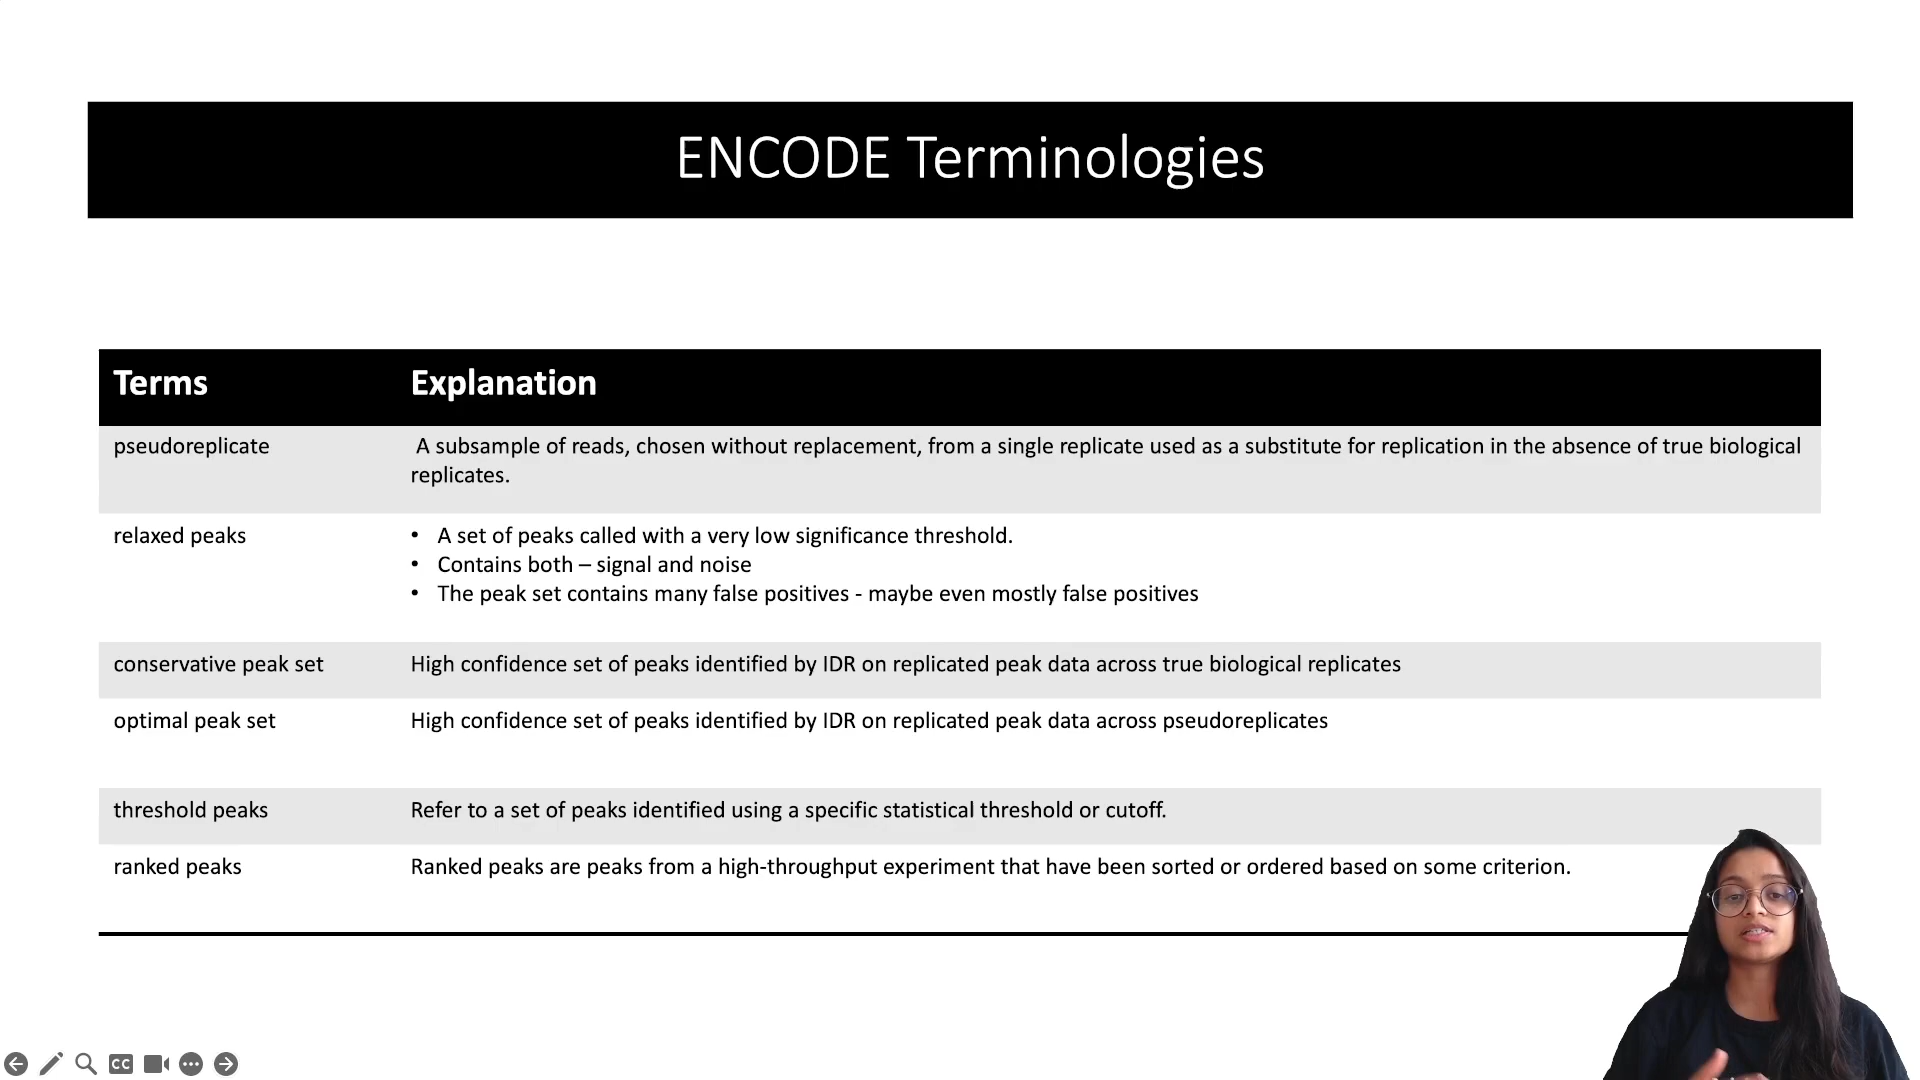 ENCODE Terminologies
Terms Explanation
pseudoreplicate A subsample of reads, chosen without replacement, from a single replicate used as a substitute for replication in the absence of true biological
replicates.
relaxed peaks • A set of peaks called with a very low significance threshold.
• Contains both – signal and noise
• The peak set contains many false positives - maybe even mostly false positives
conservative peak set High confidence set of peaks identified by IDR on replicated peak data across true biological replicates
optimal peak set High confidence set of peaks identified by IDR on replicated peak data across pseudoreplicates
threshold peaks Refer to a set of peaks identified using a specific statistical threshold or cutoff.
ranked peaks Ranked peaks are peaks from a high-throughput experiment that have been sorted or ordered based on some criterion.
CC